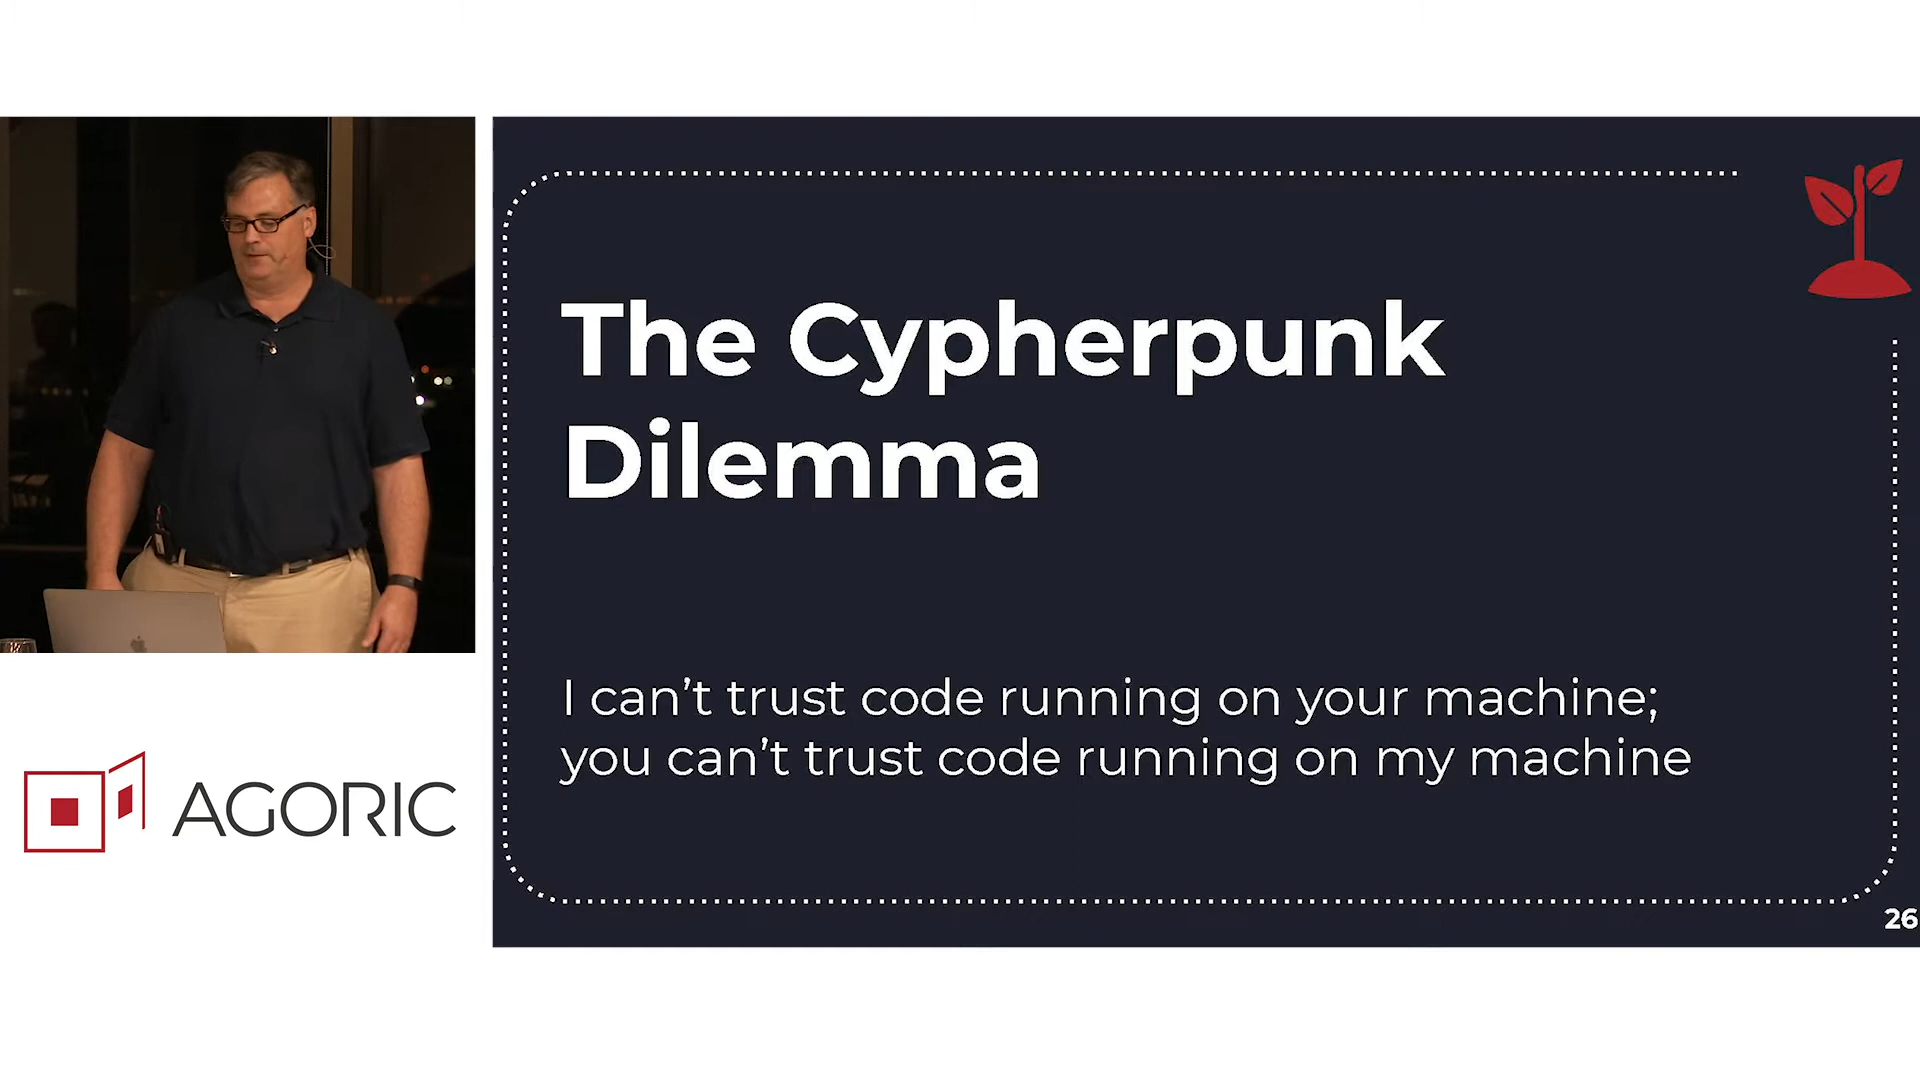 The Cypherpunk
Dilemma
I can't trust code running on your machine;
you can't trust code running on my machine
26
AGORIC